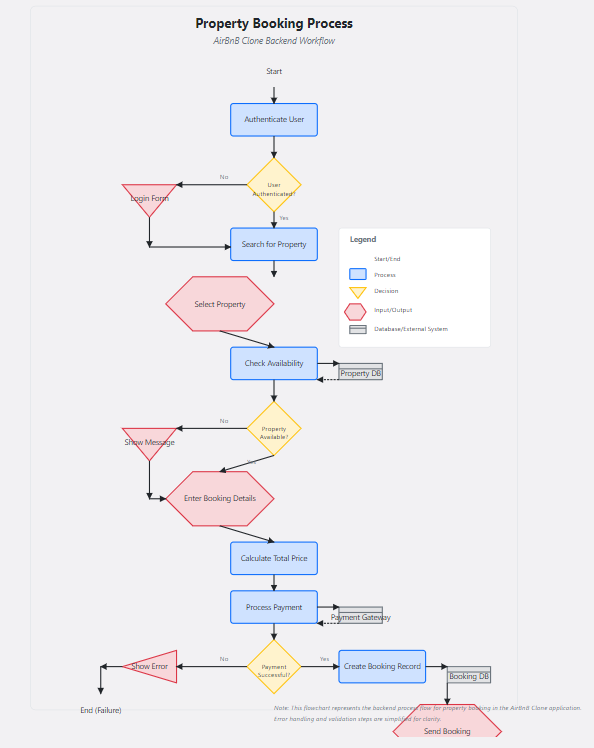 Property Booking Process
AirBnB Clone Backend Workflow
Start
Authenticate User
User
Authenticated?
No
Yes
Login Form
Search for Property
Legend
Start/End
Process
Decision
Input/Output
Database/External System
Select Property
Check Availability
Property DB
Property
Available?
No
Yes
Show Message
Enter Booking Details
Calculate Total Price
Process Payment
Payment Gateway
Payment
Successful?
No
Yes
Show Error
Create Booking Record
Booking DB
End (Failure)
Note: This flowchart represents the backend process flow for property booking in the AirBnB Clone application.
Error handling and validation steps are simplified for clarity.
Send Booking